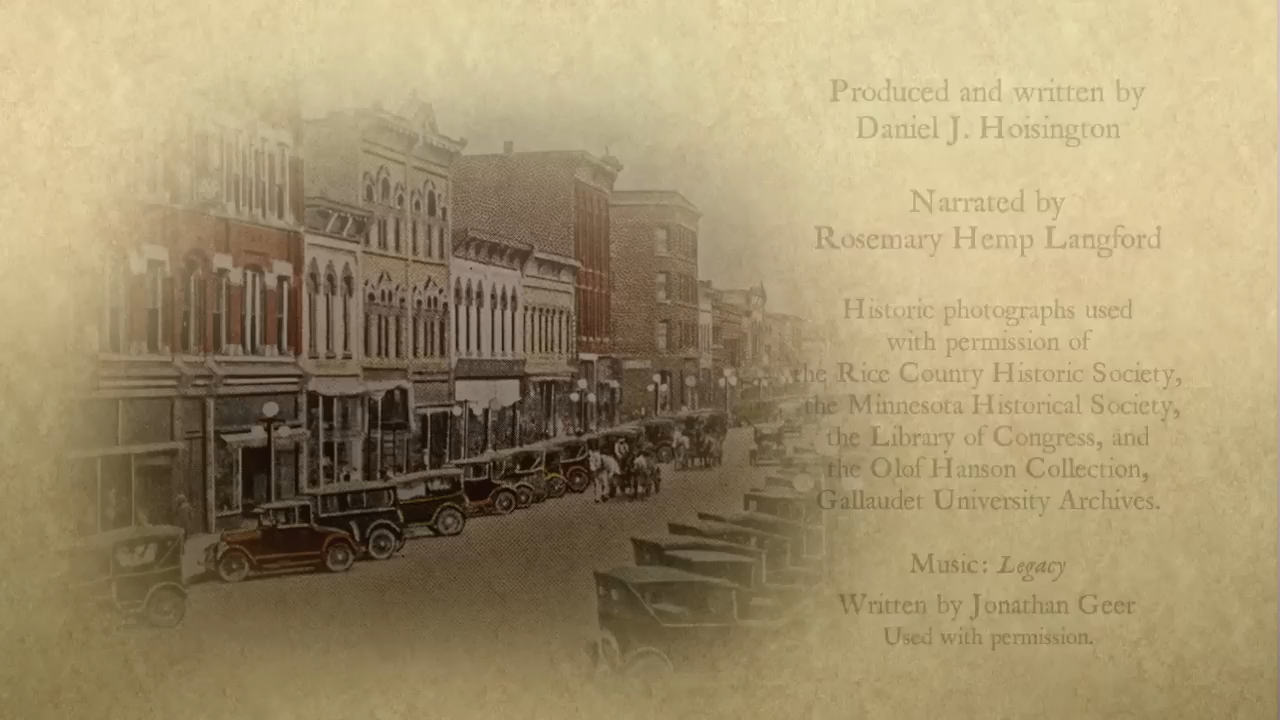 Produced and written by
Daniel J. Hoisington
Narrated by
Rosemary Hemp Langford
Historic photographs used
with permission of
the Rice County Historic Society,
the Minnesota Historical Society,
the Library of Congress, and
the Olof Hanson Collection,
Gallaudet University Archives.
Music: Legacy
Written by Jonathan Geer
Used with permission.